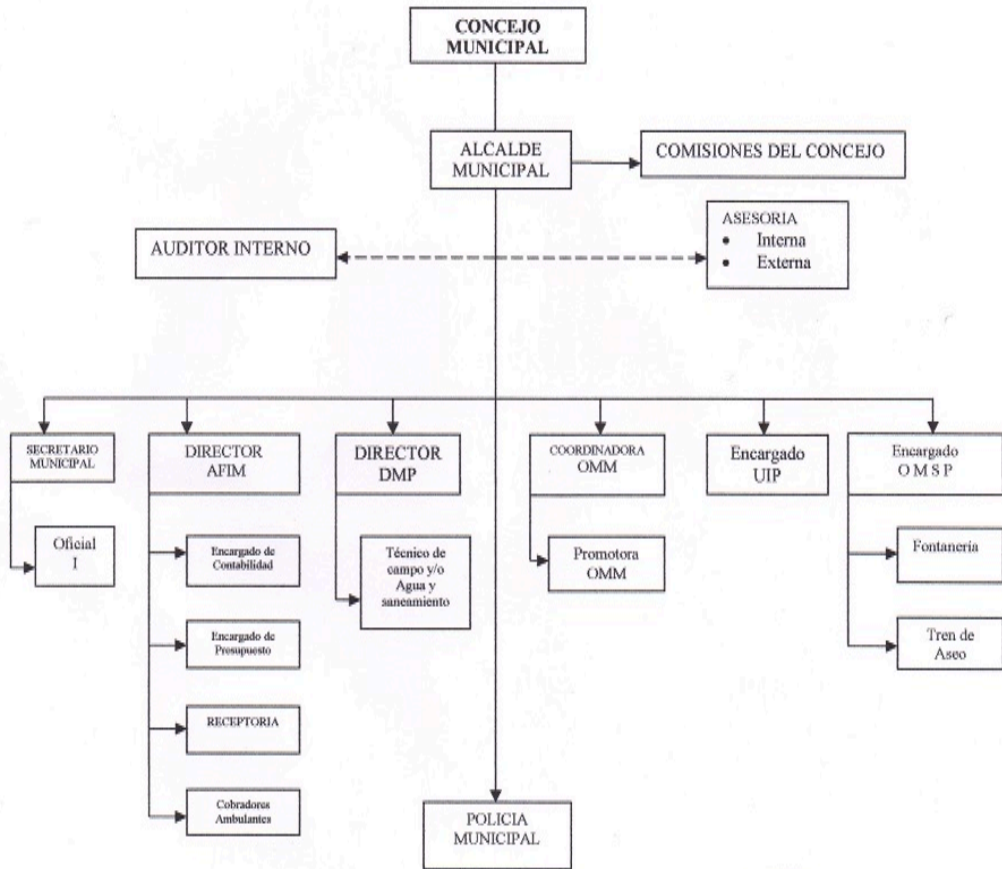 CONCEJO
MUNICIPAL
ALCALDE
MUNICIPAL
COMISIONES DEL CONCEJO
AUDITOR INTERNO
ASESORIA
• Interna
• Externa
SECRETARIO
MUNICIPAL
DIRECTOR
AFIM
DIRECTOR
DMP
COORDINADORA
OMM
Encargado
UIP
Encargado
O M S P
Oficial
I
Encargado de
Contabilidad
Encargado de
Presupuesto
RECEPTORIA
Cobradores
Ambulantes
Técnico de
campo y/o
Agua y
saneamiento
Promotora
OMM
Fontanería
Tren de
Aseo
POLICIA
MUNICIPAL